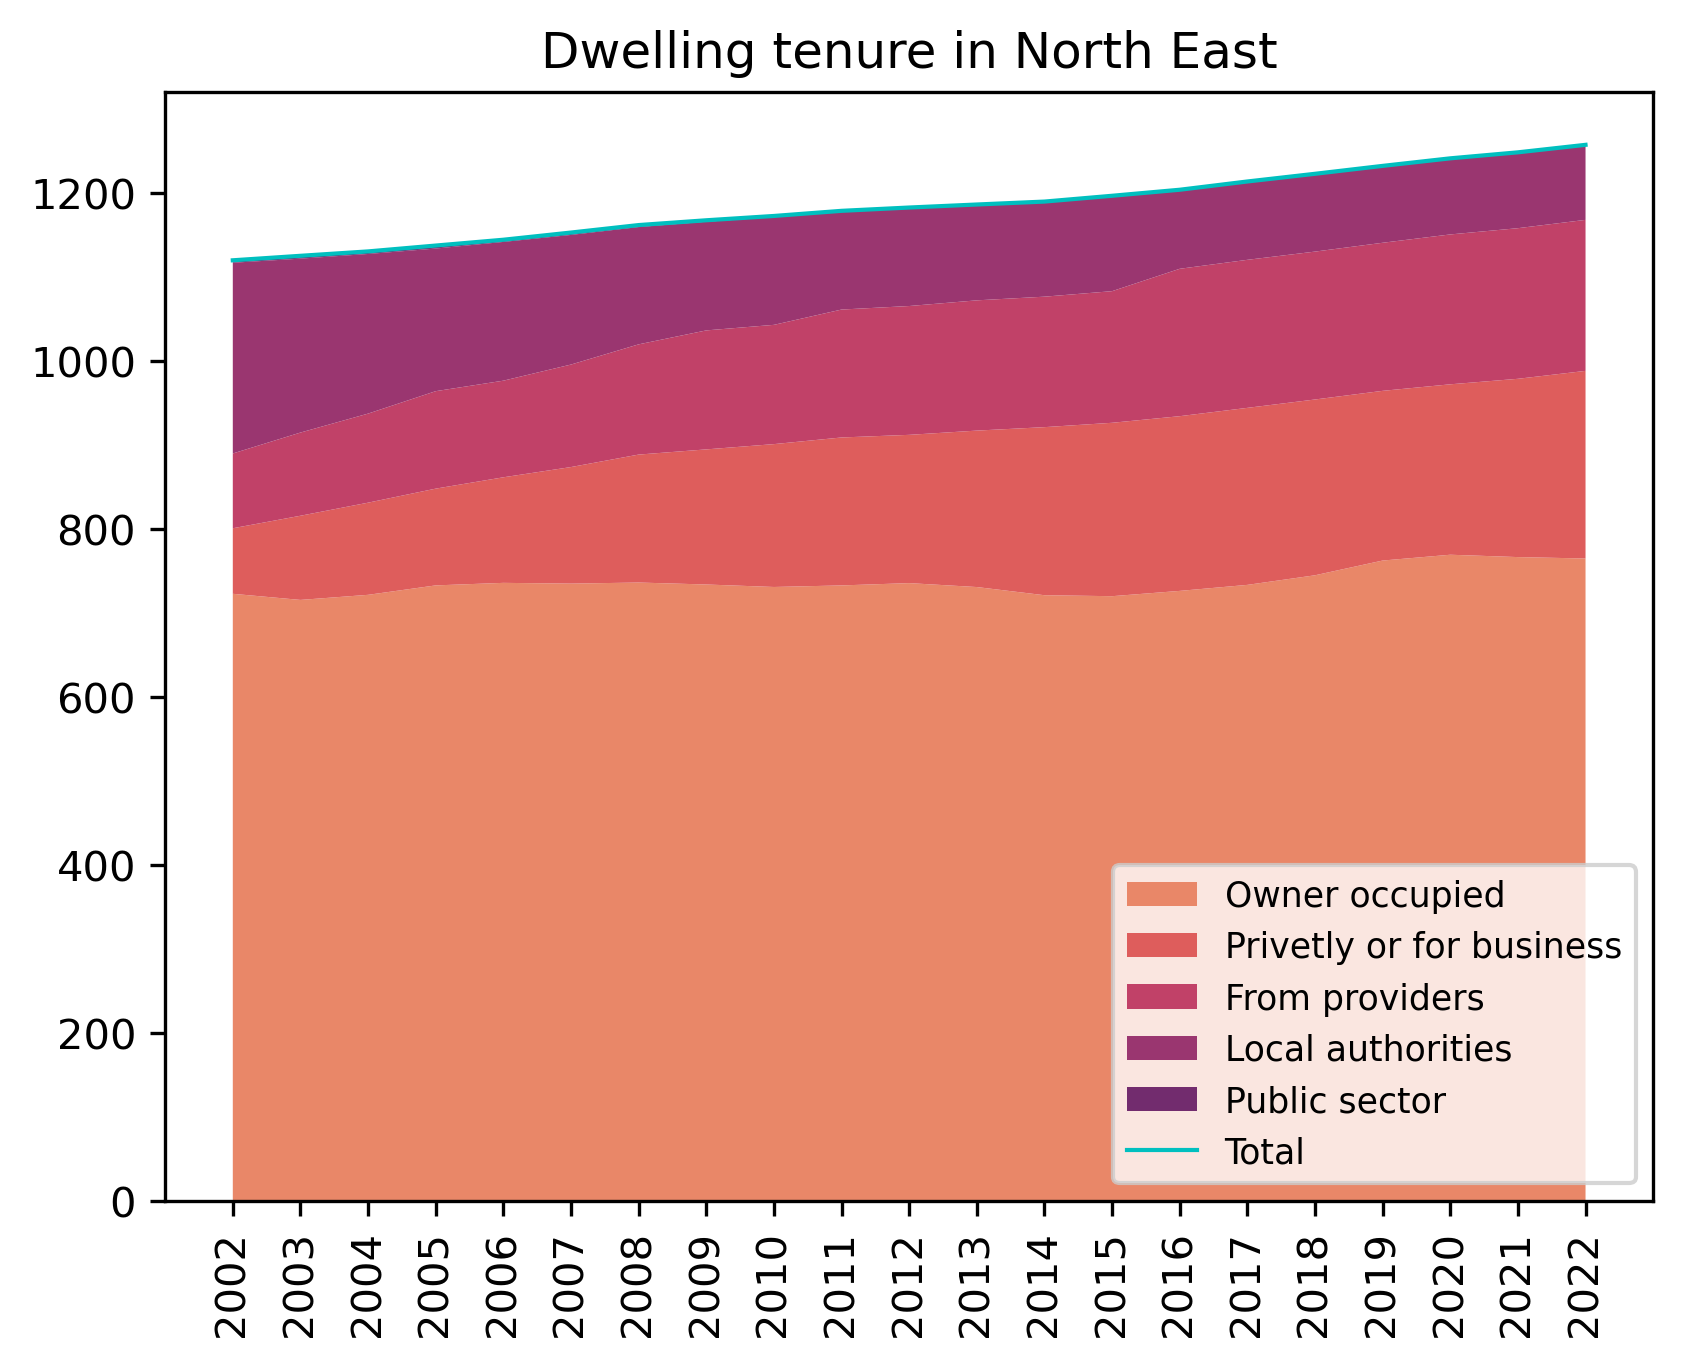 Dwelling tenure in North East
1200
1000
800
600
400
200
0
Owner occupied
Privetly or for business
From providers
Local authorities
Public sector
Total
2002 2003 2004 2005 2006 2007 2008 2009 2010 2011 2012 2013 2014 2015 2016 2017 2018 2019 2020 2021 2022